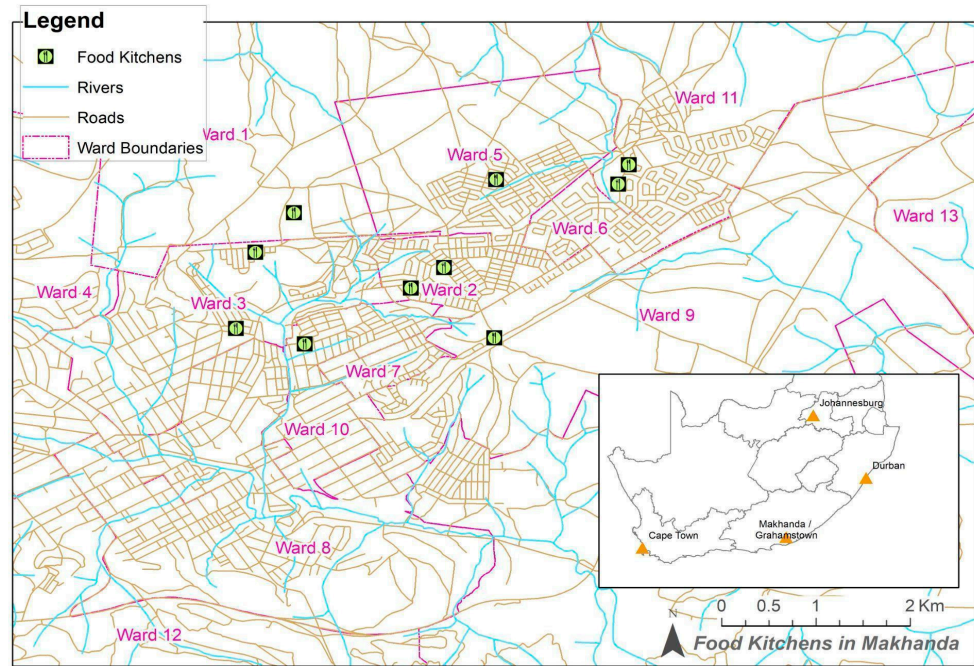 Legend
Food Kitchens
Rivers
Roads
Ward Boundaries
Ward 1
Ward 11
Ward 5
Ward 13
Ward 6
Ward 4
Ward 2
Ward 3
Ward 9
Ward 7
Ward 10
Ward 8
Ward 12
Johannesburg
Durban
Cape Town
Makhanda /
Grahamstown
0 0.5 1 2 Km
N
Food Kitchens in Makhanda